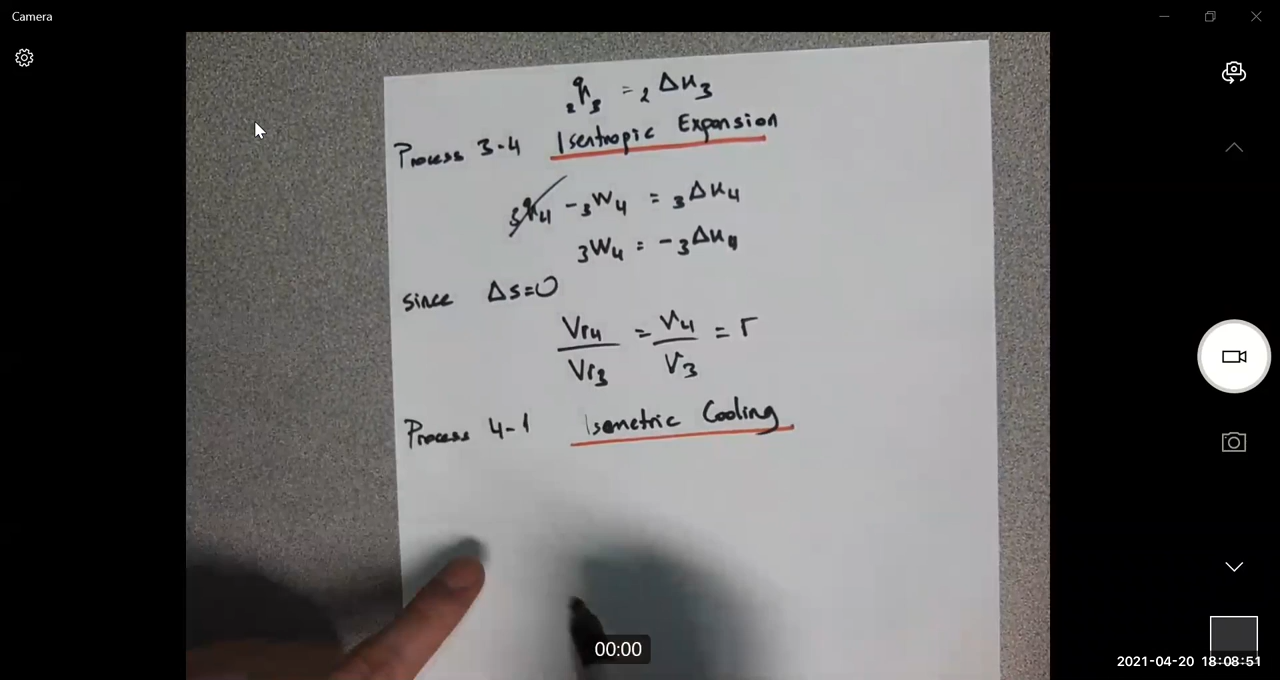 Camera
₂q₃ = ₂Δu₃
Process 3-4 Isentropic Expansion
₃q₄ - ₃W₄ = ₃Δu₄
₃W₄ = - ₃Δu₄
since Δs=0
Vr₄/Vr₃ = V₄/V₃ = r
Process 4-1 Isometric Cooling
00:00
2021-04-20 18:08:51